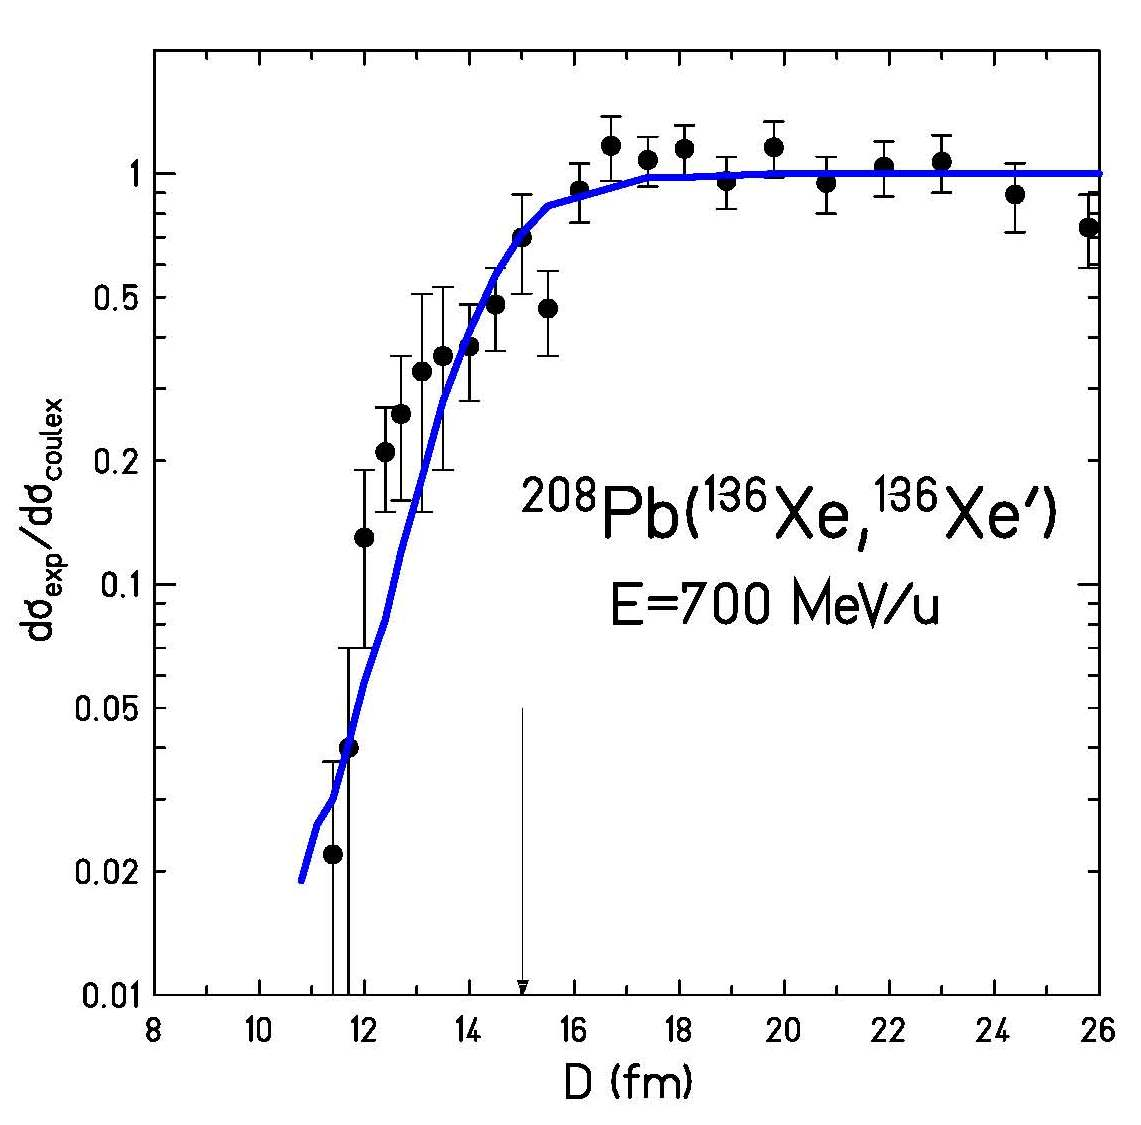 1
0.5
0.2
0.1
0.05
0.02
0.01
dσexp/dσcoulex
²⁰⁸Pb(¹³⁶Xe,¹³⁶Xe′)
E=700 MeV/u
8 10 12 14 16 18 20 22 24 26
D (fm)